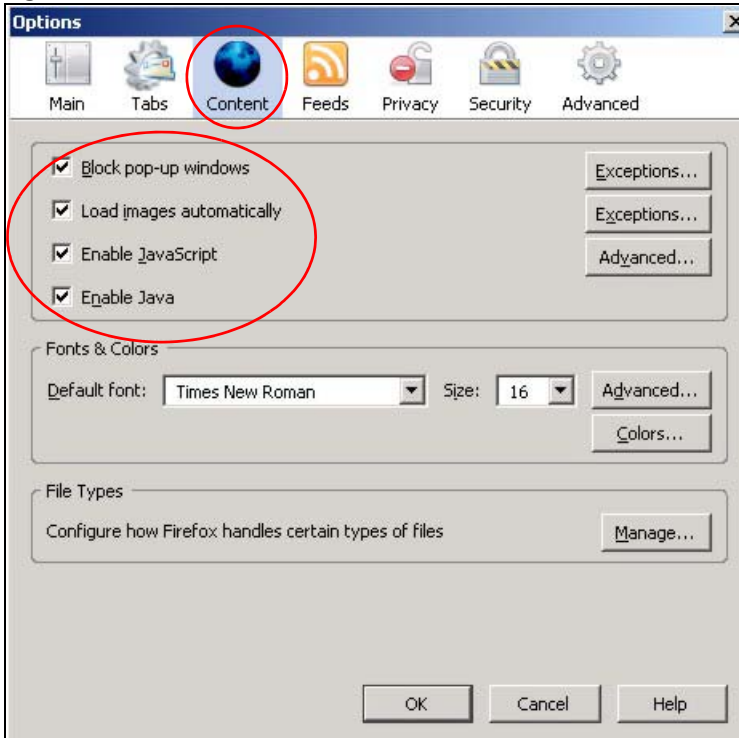 Options
Main Tabs Content Feeds Privacy Security Advanced
Block pop-up windows Exceptions...
Load images automatically Exceptions...
Enable JavaScript Advanced...
Enable Java
Fonts & Colors
Default font: Times New Roman Size: 16 Advanced...
Colors...
File Types
Configure how Firefox handles certain types of files Manage...
OK Cancel Help